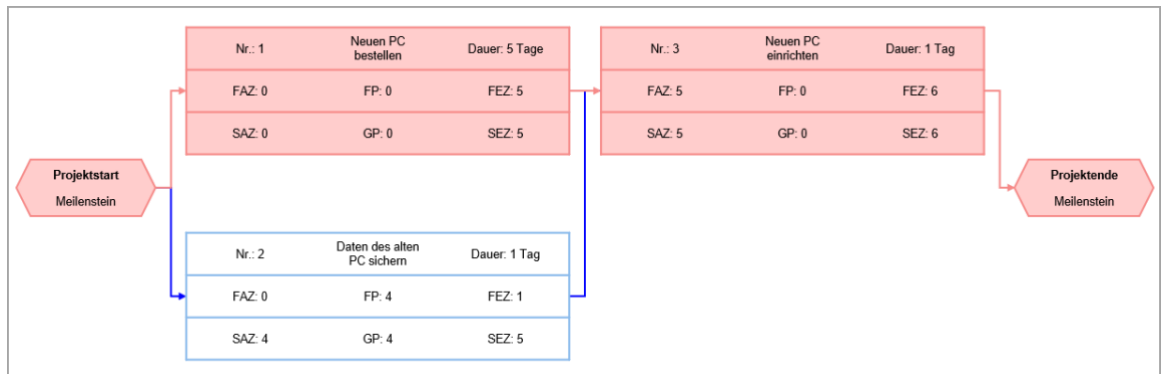 Nr.: 1
Neuen PC
bestellen
Dauer: 5 Tage
FAZ: 0
FP: 0
FEZ: 5
SAZ: 0
GP: 0
SEZ: 5
Nr.: 3
Neuen PC
einrichten
Dauer: 1 Tag
FAZ: 5
FP: 0
FEZ: 6
SAZ: 5
GP: 0
SEZ: 6
Projektstart
Meilenstein
Projektende
Meilenstein
Nr.: 2
Daten des alten
PC sichern
Dauer: 1 Tag
FAZ: 0
FP: 4
FEZ: 1
SAZ: 4
GP: 4
SEZ: 5